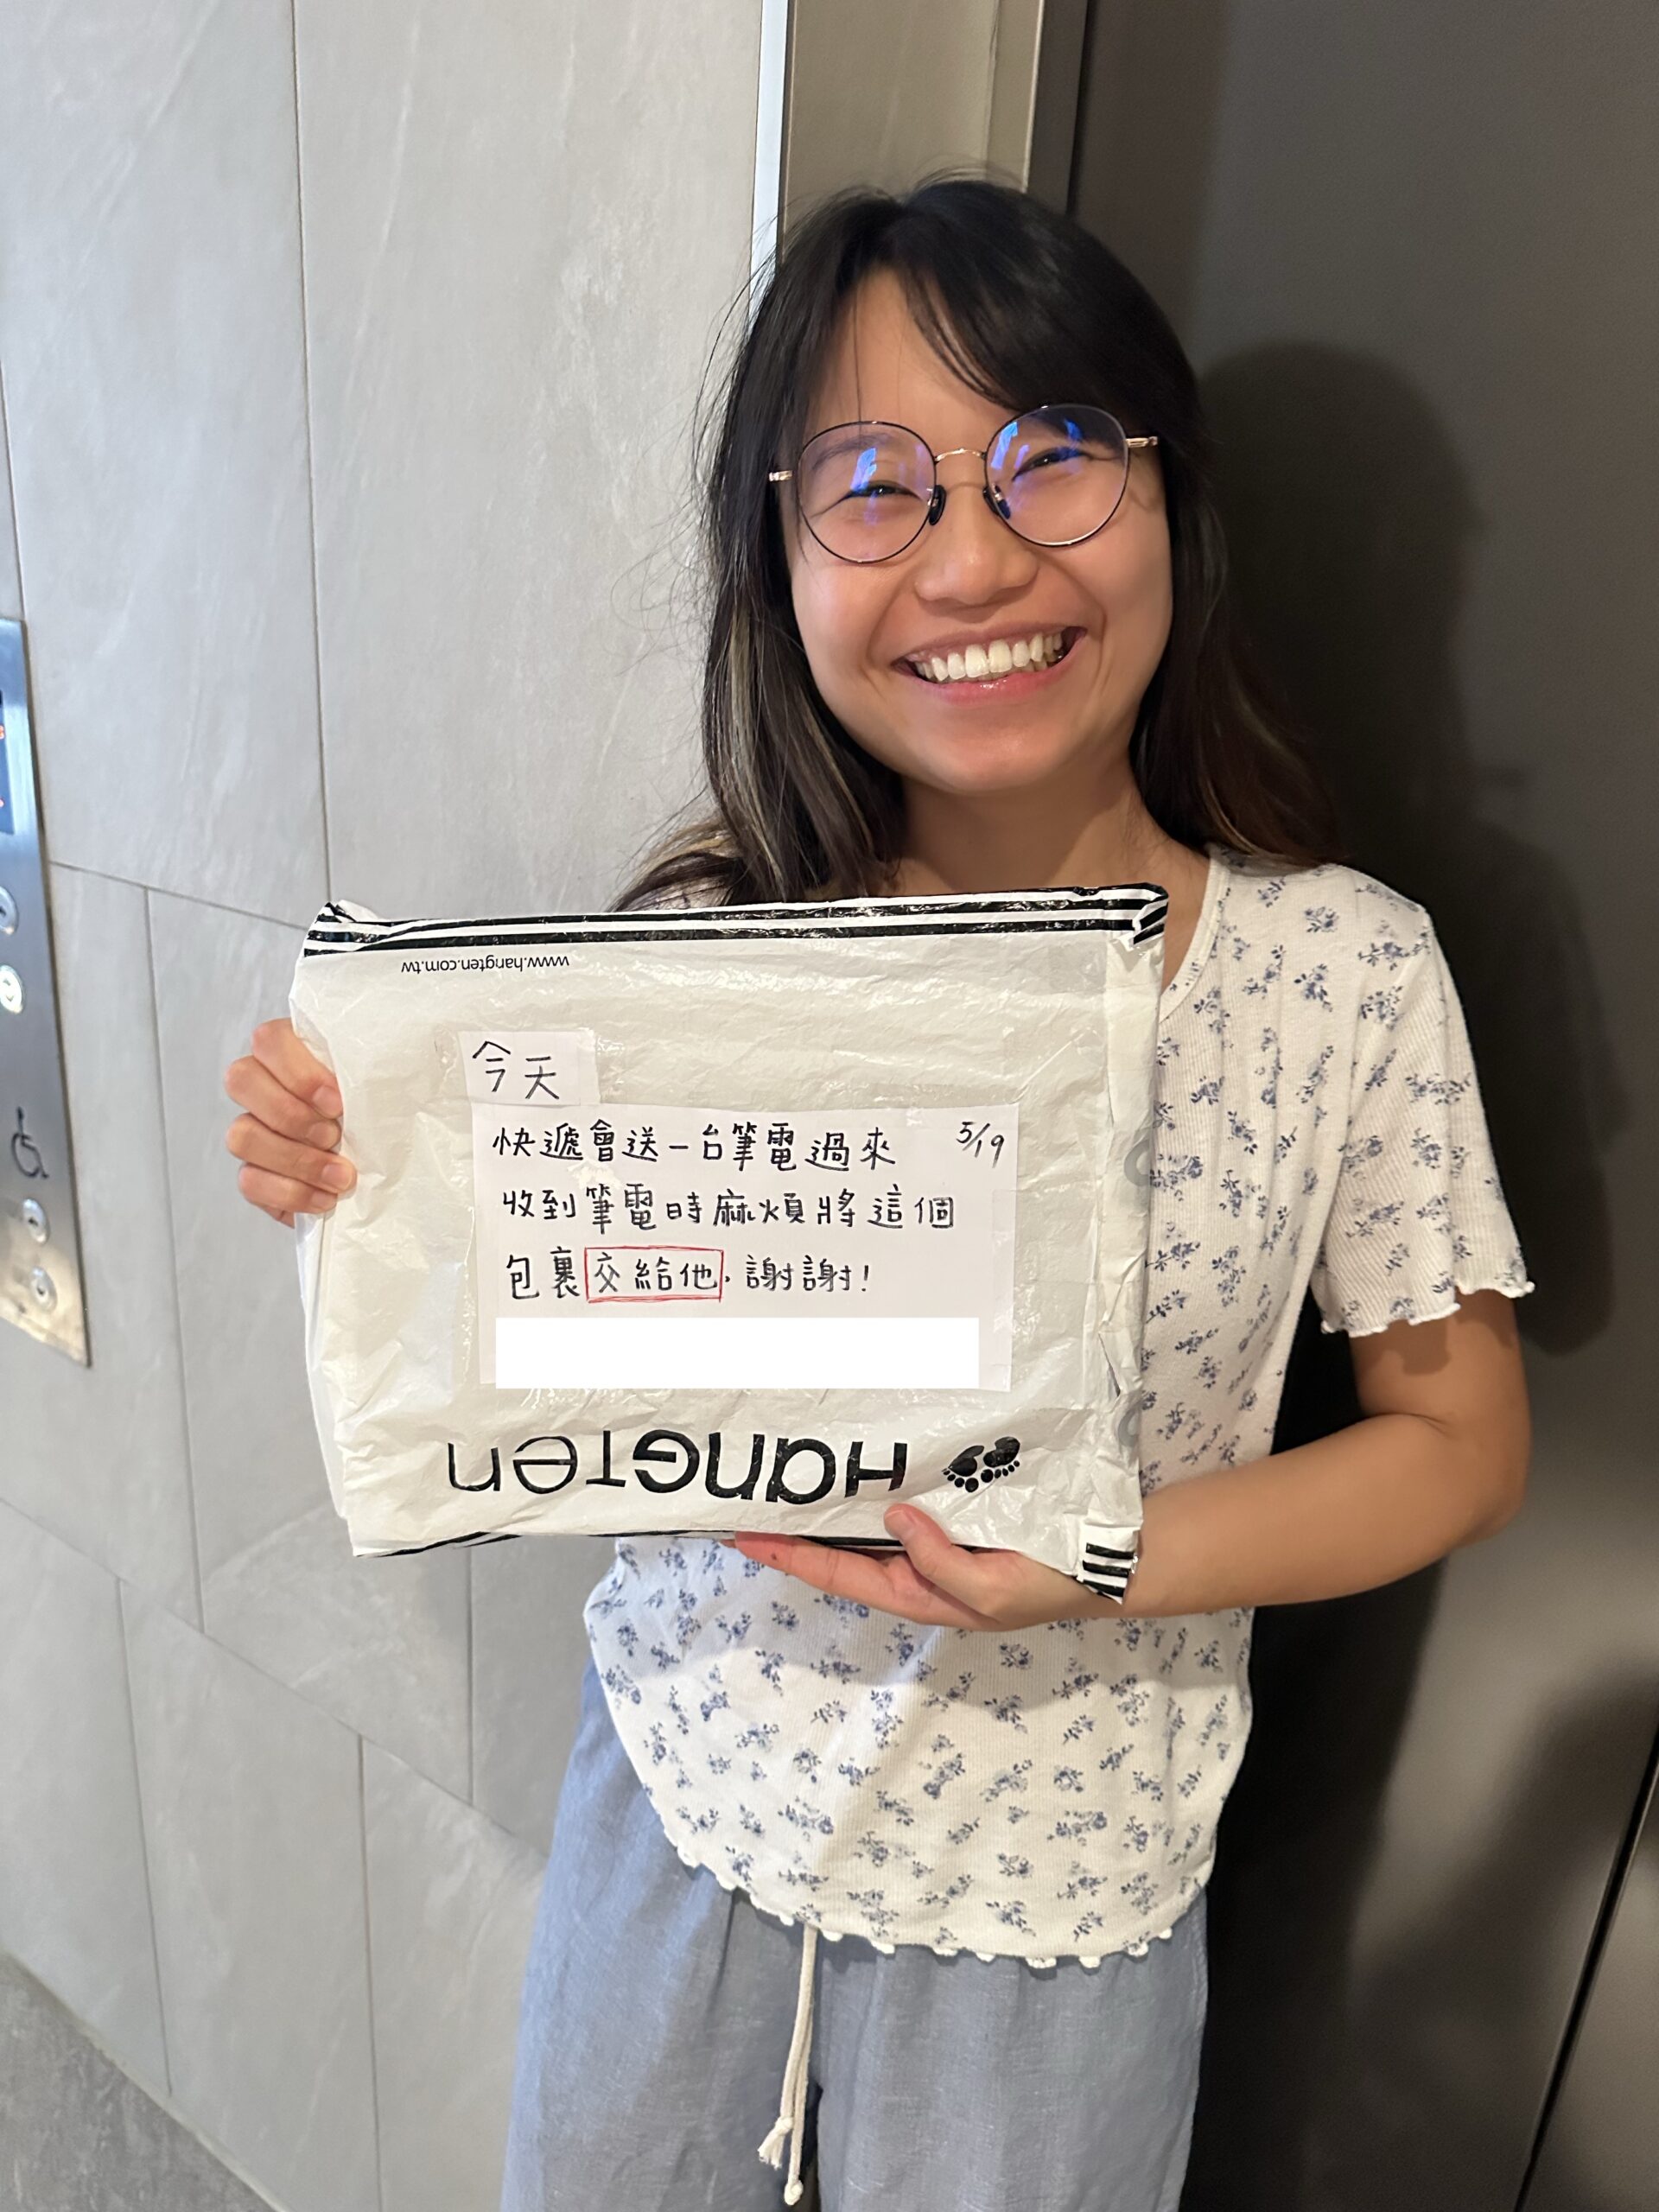 www.hangten.com.tw
今天
快遞會送一台筆電過來 5/19
收到筆電時麻煩將這個
包裹交給他，謝謝！
HangTen